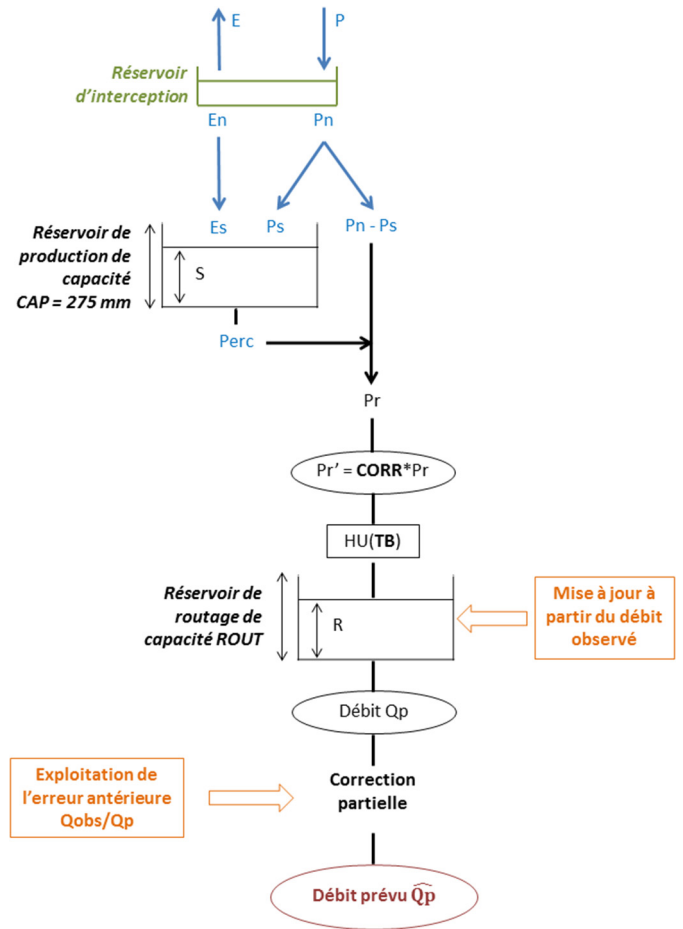 E
P
Réservoir
d'interception
En
Pn
Es
Ps
Pn - Ps
Réservoir de
production de
capacité
CAP = 275 mm
S
Perc
Pr
Pr' = CORR*Pr
HU(TB)
Réservoir de
routage de
capacité ROUT
R
Mise à jour à
partir du débit
observé
Débit Qp
Exploitation de
l'erreur antérieure
Qobs/Qp
Correction
partielle
Débit prévu Q̂p